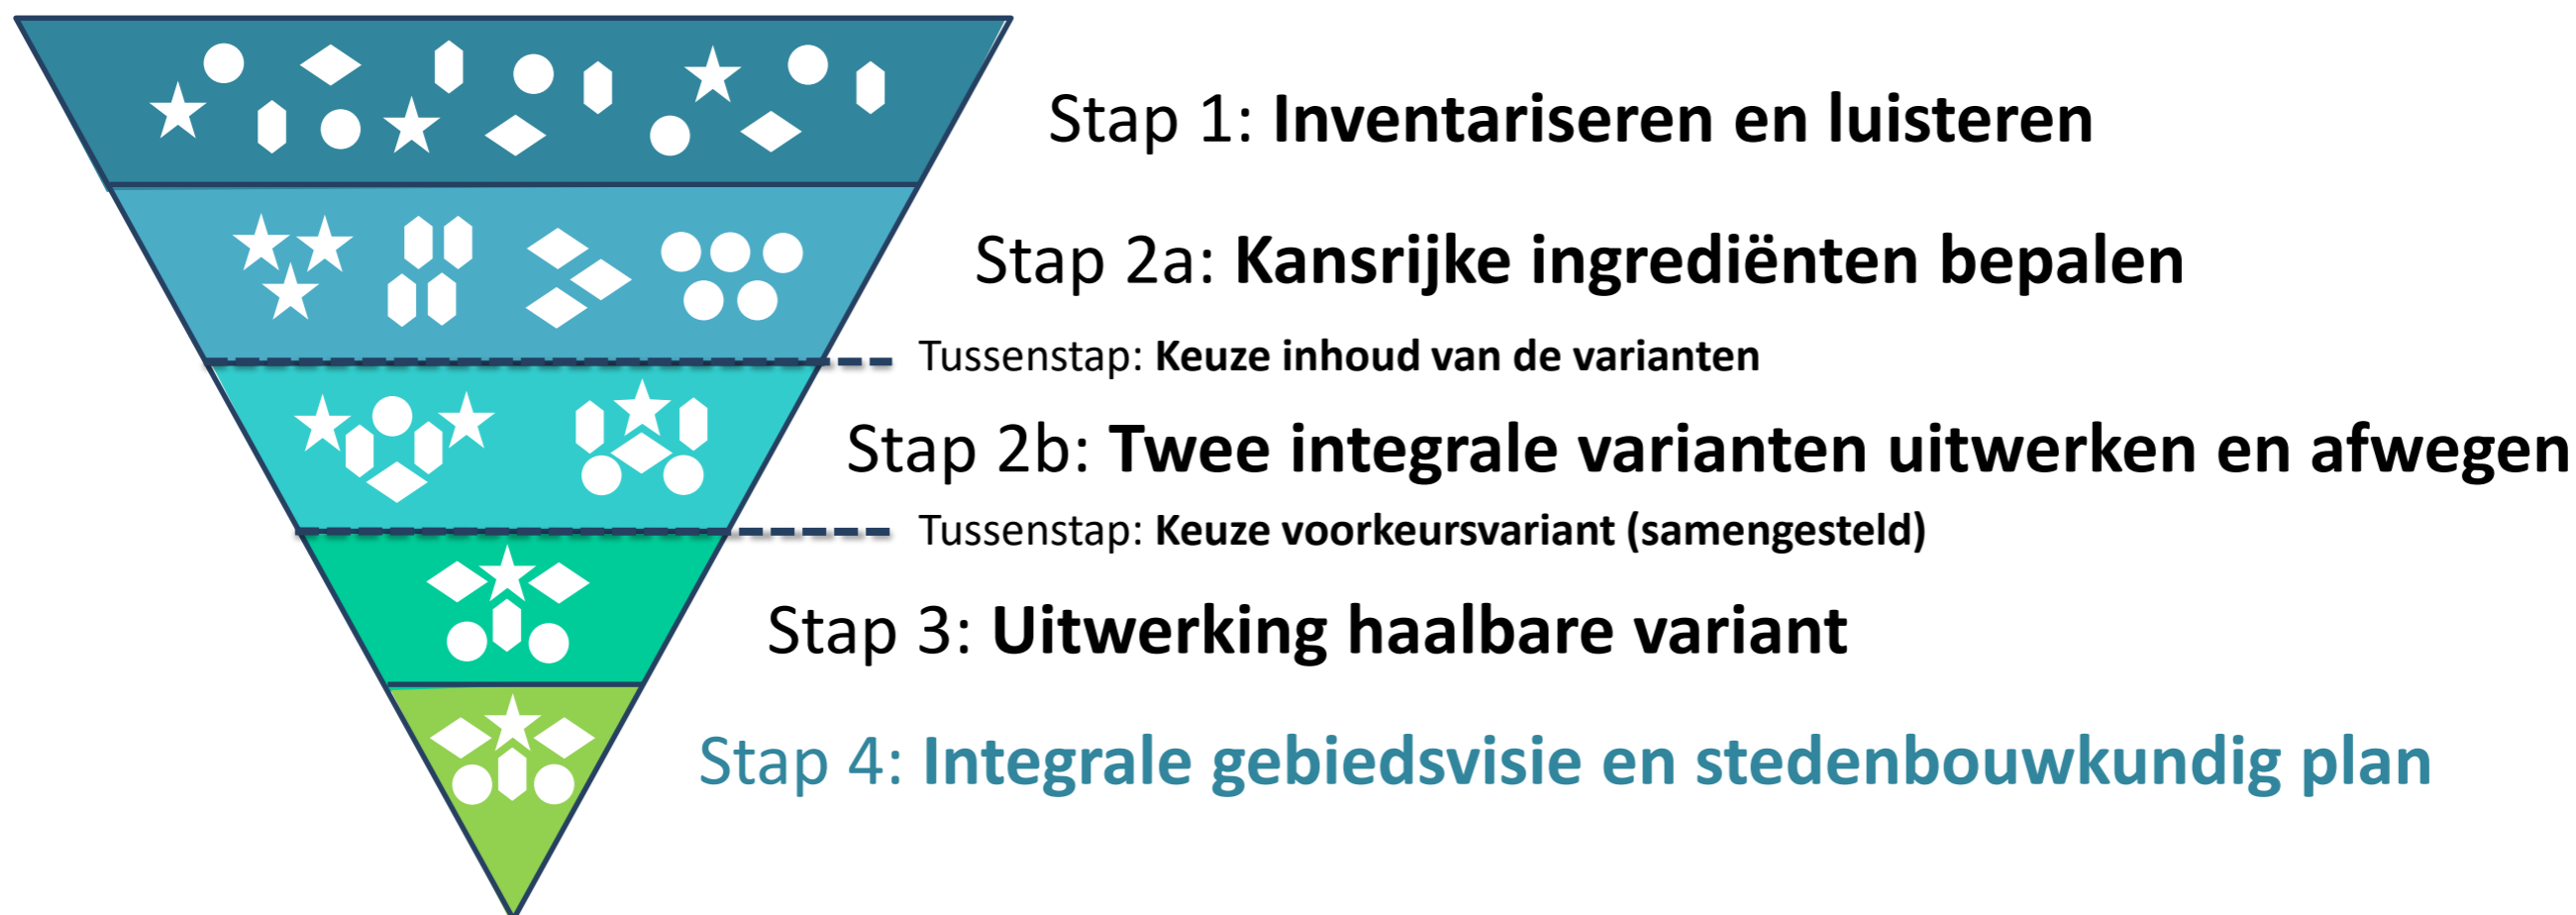 Stap 1: Inventariseren en luisteren
Stap 2a: Kansrijke ingrediënten bepalen
Tussenstap: Keuze inhoud van de varianten
Stap 2b: Twee integrale varianten uitwerken en afwegen
Tussenstap: Keuze voorkeursvariant (samengesteld)
Stap 3: Uitwerking haalbare variant
Stap 4: Integrale gebiedsvisie en stedenbouwkundig plan